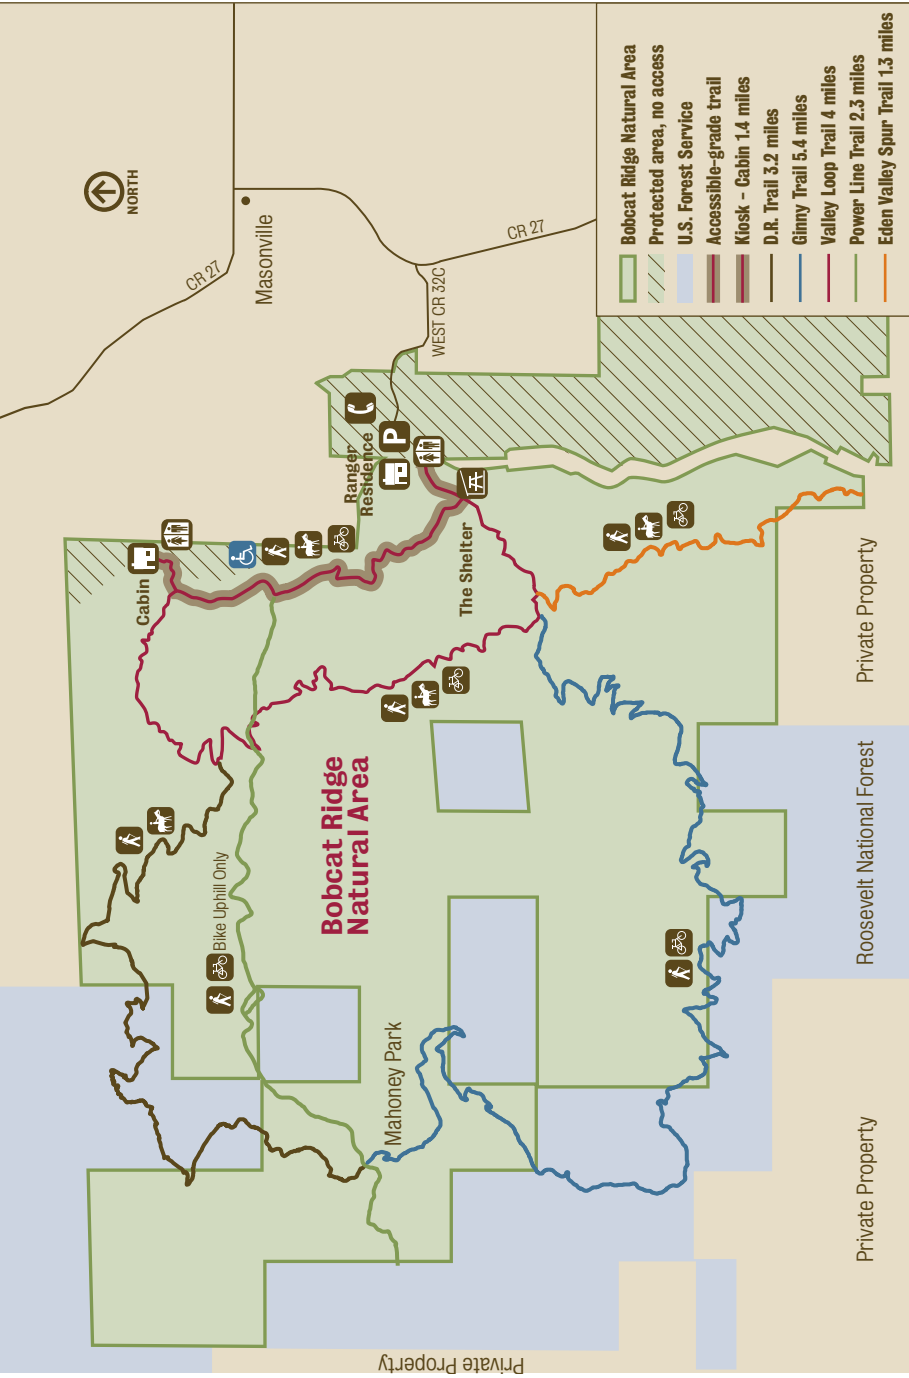 NORTH
CR 27
Masonville
CR 27
WEST CR 32C
Bobcat Ridge Natural Area
Protected area, no access
U.S. Forest Service
Accessible-grade trail
Kiosk - Cabin 1.4 miles
D.R. Trail 3.2 miles
Ginny Trail 5.4 miles
Valley Loop Trail 4 miles
Power Line Trail 2.3 miles
Eden Valley Spur Trail 1.3 miles
P
Ranger
Residence
Cabin
The Shelter
Private Property
Bobcat Ridge
Natural Area
Bike Uphill Only
Roosevelt National Forest
Mahoney Park
Private Property
Private Property